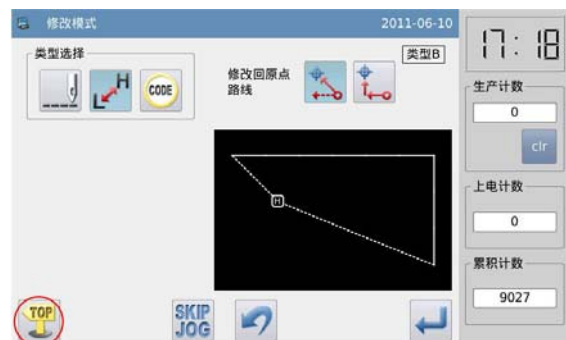 修改模式 2011-06-10
类型选择
H
L
CODE
修改回原点
路线
类型B
H
TOP
SKIP
JOG
17:18
生产计数
0
clr
上电计数
0
累积计数
9027